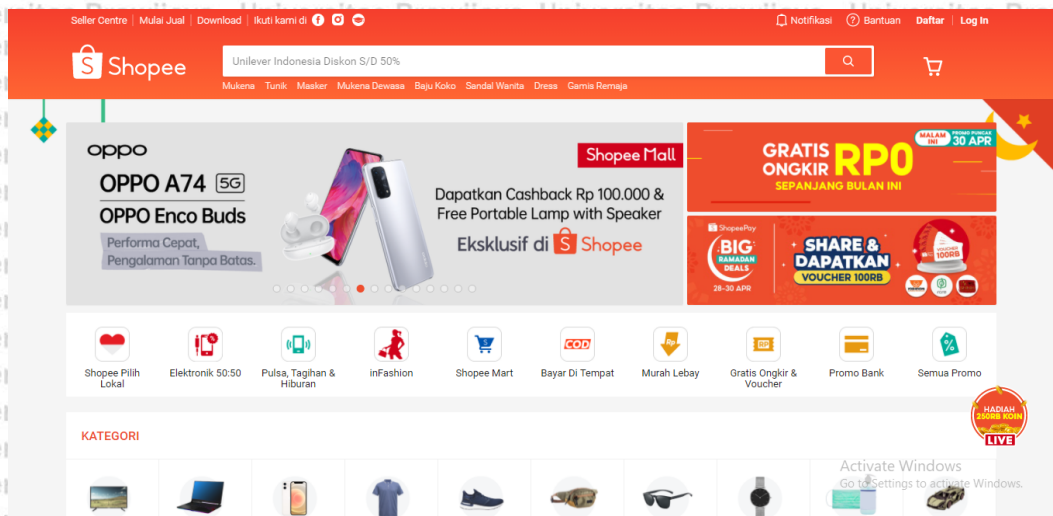 Seller Centre | Mulai Jual | Download | Ikuti kami di
Notifikasi Bantuan Daftar | Log In
Shopee
Unilever Indonesia Diskon S/D 50%
Mukena Tunik Masker Mukena Dewasa Baju Koko Sandal Wanita Dress Gamis Remaja
oppo
OPPO A74 5G
OPPO Enco Buds
Performa Cepat,
Pengalaman Tanpa Batas.
Shopee Mall
Dapatkan Cashback Rp 100.000 &
Free Portable Lamp with Speaker
Eksklusif di Shopee
MALAM INI
PROMO PUNCAK
30 APR
GRATIS
ONGKIR
RP0
SEPANJANG BULAN INI
ShopeePay
BIG
RAMADAN
DEALS
26-30 APR
SHARE &
DAPATKAN
VOUCHER 100RB
VOUCHER
100RB
COD
Shopee Pilih
Lokal
Elektronik 50:50
Pulsa, Tagihan &
Hiburan
inFashion
Shopee Mart
Bayar Di Tempat
Murah Lebay
Gratis Ongkir &
Voucher
Promo Bank
Semua Promo
HADIAH
250RB KOIN
LIVE
KATEGORI
Activate Windows
Go to Settings to activate Windows.